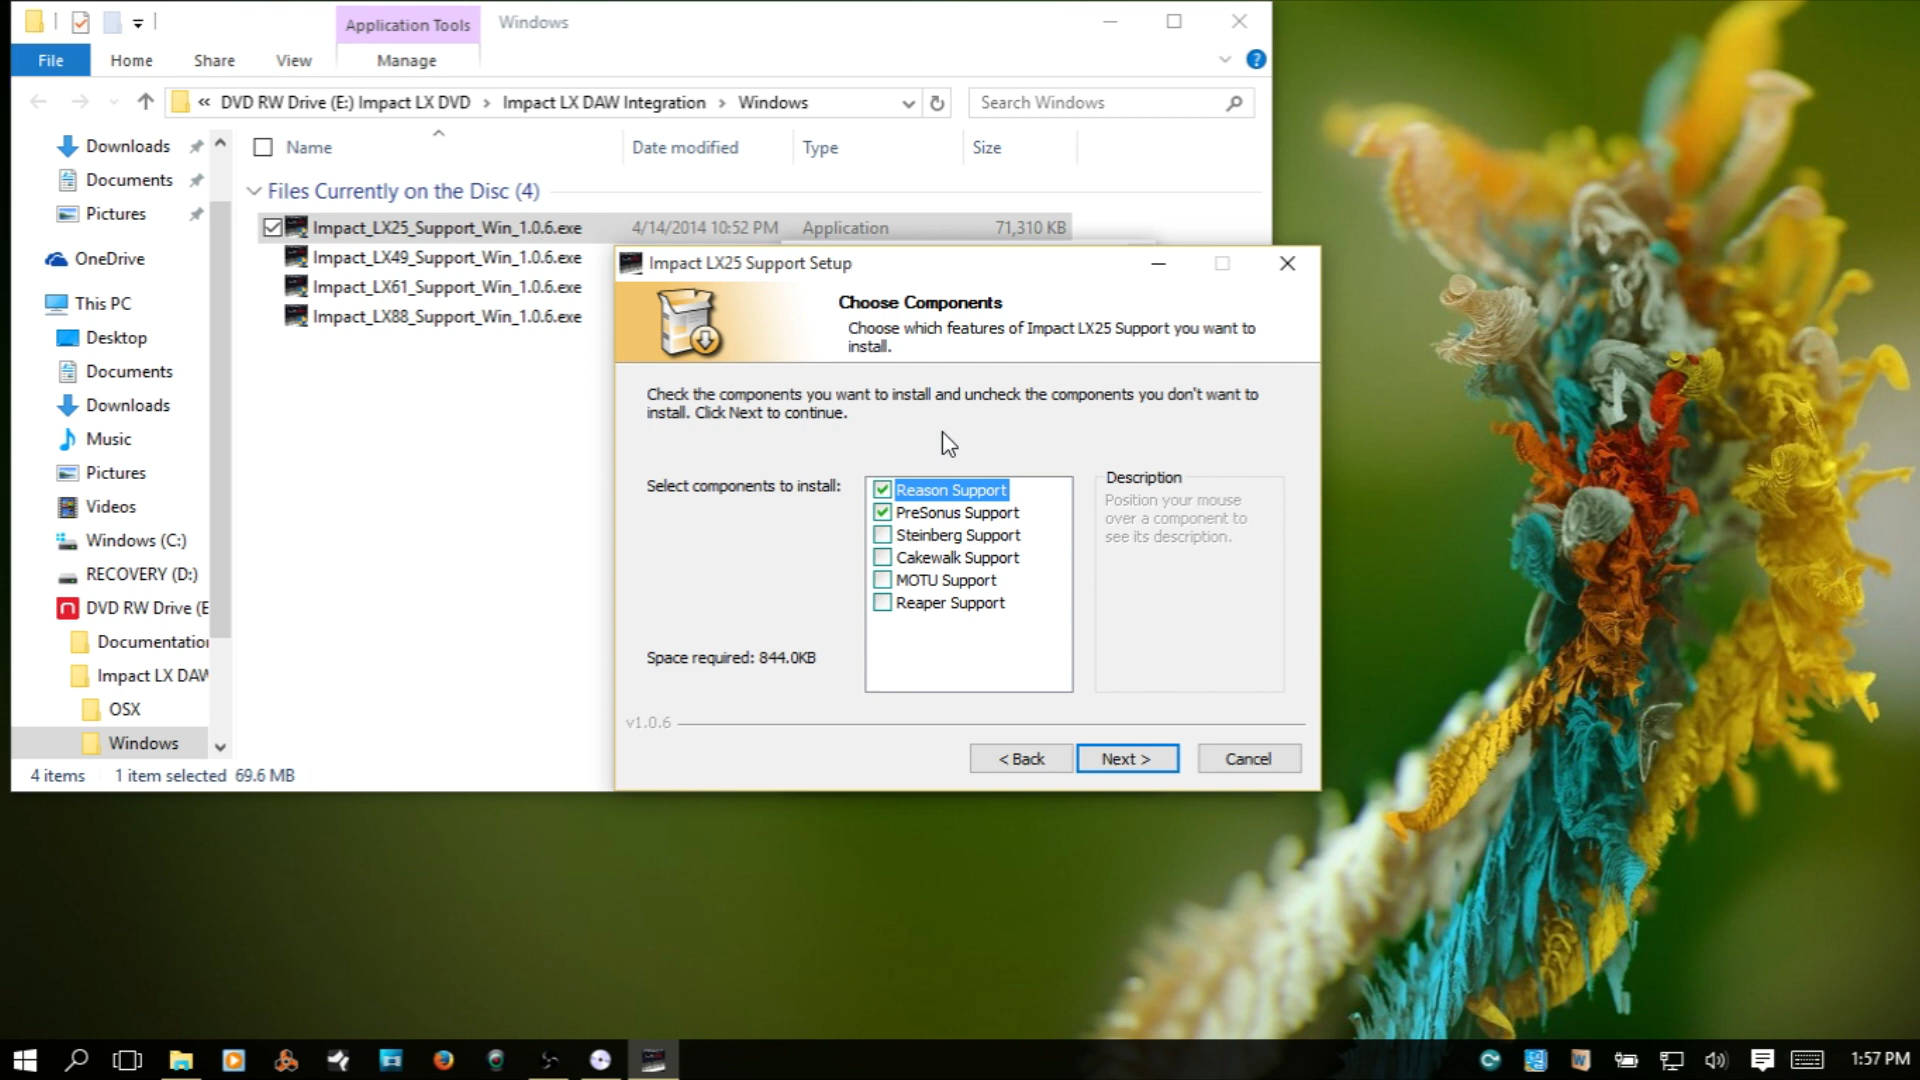 Application Tools
Windows
File
Home
Share
View
Manage
« DVD RW Drive (E:) Impact LX DVD > Impact LX DAW Integration > Windows
Search Windows
Name
Date modified
Type
Size
Files Currently on the Disc (4)
Impact_LX25_Support_Win_1.0.6.exe 4/14/2014 10:52 PM Application 71,310 KB
Impact_LX49_Support_Win_1.0.6.exe
Impact_LX61_Support_Win_1.0.6.exe
Impact_LX88_Support_Win_1.0.6.exe
Downloads
Documents
Pictures
OneDrive
This PC
Desktop
Documents
Downloads
Music
Pictures
Videos
Windows (C:)
RECOVERY (D:)
DVD RW Drive (E
Documentation
Impact LX DAW
OSX
Windows
4 items
1 item selected 69.6 MB
Impact LX25 Support Setup
Choose Components
Choose which features of Impact LX25 Support you want to
install.
Check the components you want to install and uncheck the components you don't want to
install. Click Next to continue.
Select components to install:
Reason Support
PreSonus Support
Steinberg Support
Cakewalk Support
MOTU Support
Reaper Support
Description
Position your mouse
over a component to
see its description.
Space required: 844.0KB
v1.0.6
< Back
Next >
Cancel
1:57 PM